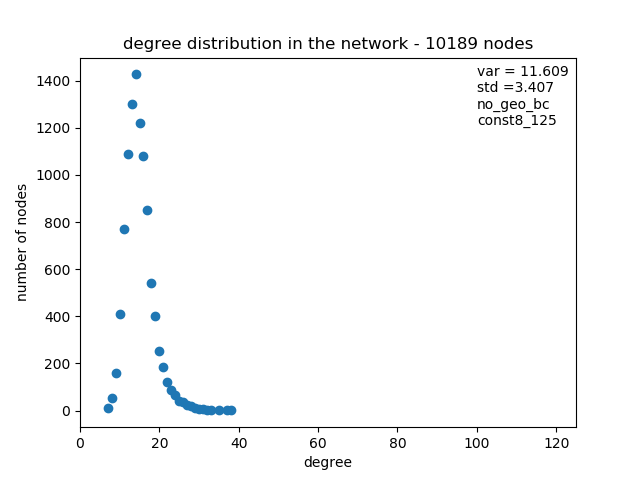 degree distribution in the network - 10189 nodes
var = 11.609
std =3.407
no_geo_bc
const8_125
number of nodes
1400
1200
1000
800
600
400
200
0
0 20 40 60 80 100 120
degree